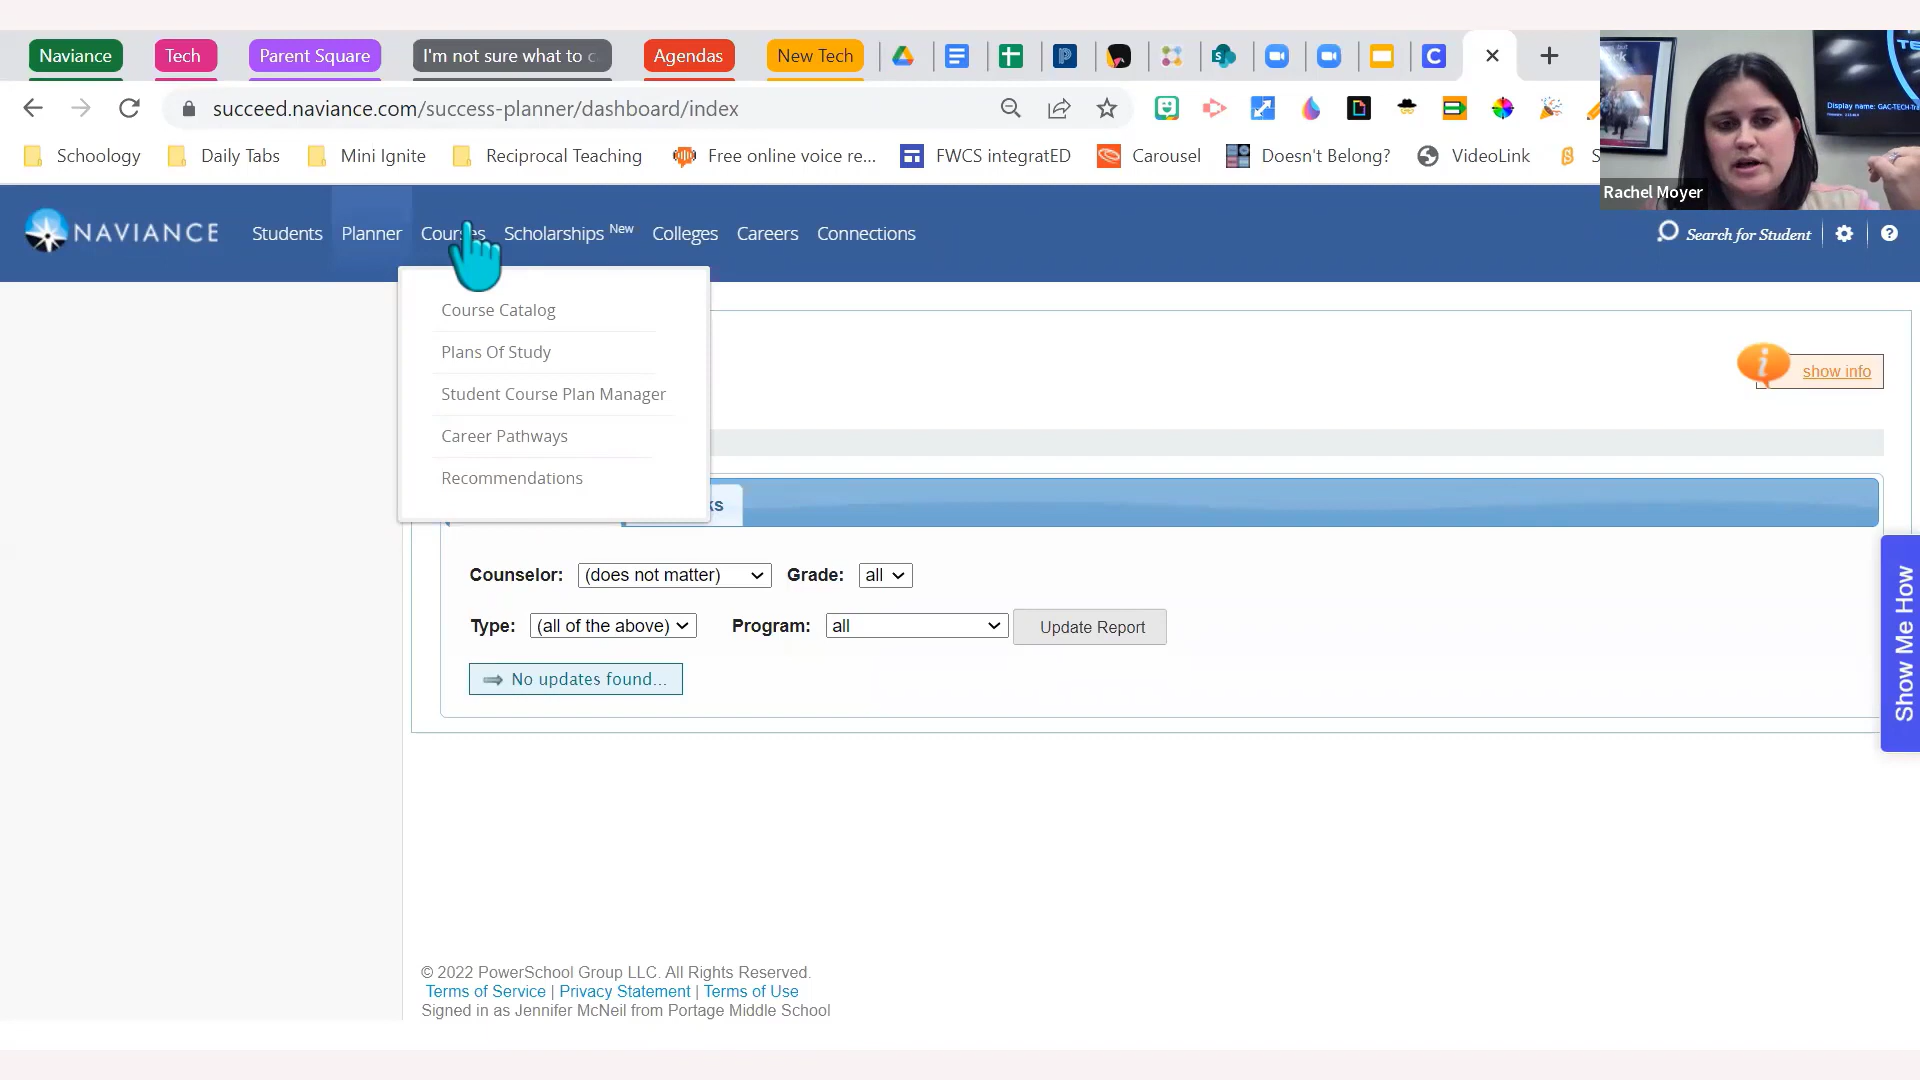 Naviance
Tech
Parent Square
I'm not sure what to c
Agendas
New Tech
succeed.naviance.com/success-planner/dashboard/index
Schoology
Daily Tabs
Mini Ignite
Reciprocal Teaching
Free online voice re...
FWCS integratED
Carousel
Doesn't Belong?
VideoLink
S
Rachel Moyer
NAVIANCE
Students
Planner
Courses
Scholarships New
Colleges
Careers
Connections
Search for Student
Course Catalog
Plans Of Study
Student Course Plan Manager
Career Pathways
Recommendations
show info
ks
Counselor: (does not matter) Grade: all
Type: (all of the above) Program: all Update Report
No updates found...
Show Me How
© 2022 PowerSchool Group LLC. All Rights Reserved.
Terms of Service | Privacy Statement | Terms of Use
Signed in as Jennifer McNeil from Portage Middle School